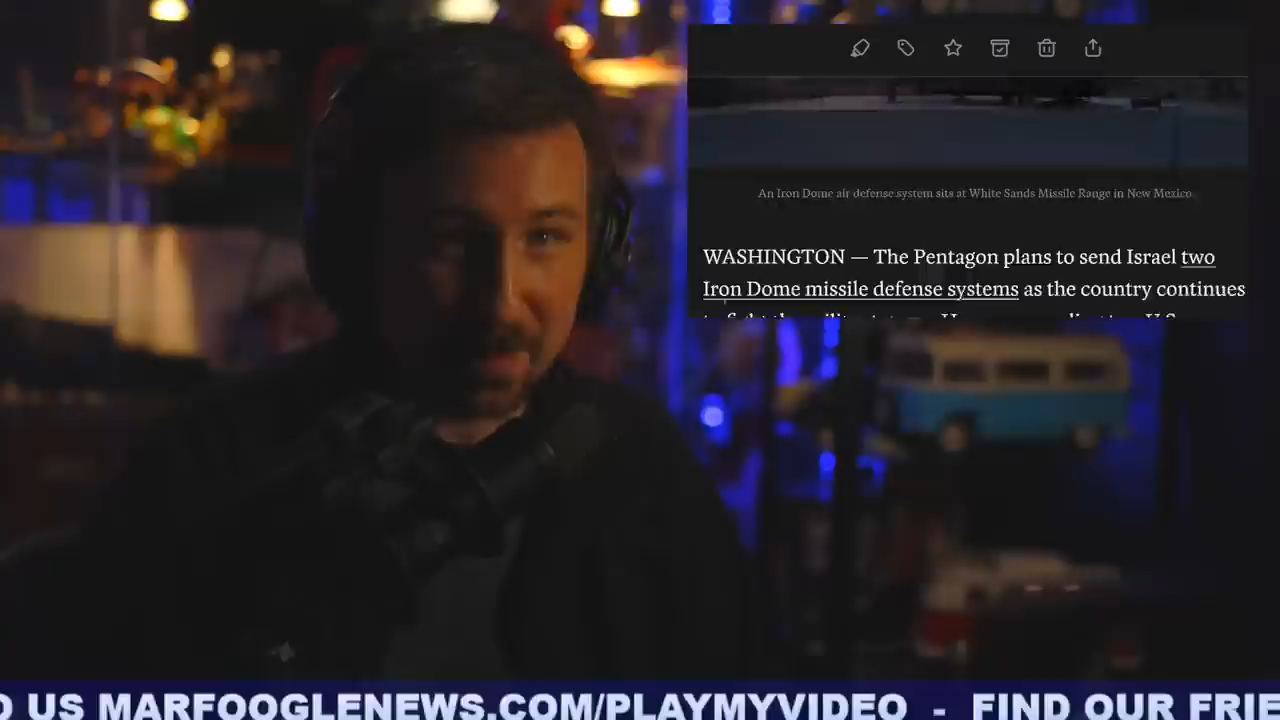 An Iron Dome air defense system sits at White Sands Missile Range in New Mexico
WASHINGTON — The Pentagon plans to send Israel two
Iron Dome missile defense systems as the country continues
D US MARFOOGLENEWS.COM/PLAYMYVIDEO - FIND OUR FRIE